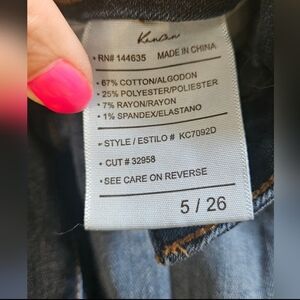 KanCan
• RN# 144635 MADE IN CHINA
• 67% COTTON/ALGODON
• 25% POLYESTER/POLIESTER
• 7% RAYON/RAYON
• 1% SPANDEX/ELASTANO
• STYLE / ESTILO # KC7092D
• CUT # 32958
• SEE CARE ON REVERSE
5 / 26